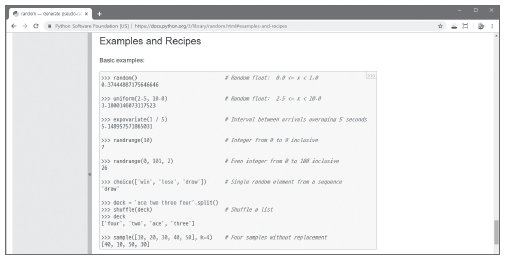 random — Generate pseudo-r
Python Software Foundation [US] | https://docs.python.org/3/library/random.html#examples-and-recipes
Examples and Recipes
Basic examples:
>>>
>>> random() # Random float: 0.0 <= x < 1.0
0.37444887175646646
>>> uniform(2.5, 10.0) # Random float: 2.5 <= x < 10.0
3.1800146073117523
>>> expovariate(1 / 5) # Interval between arrivals averaging 5 seconds
5.148957571865031
>>> randrange(10) # Integer from 0 to 9 inclusive
7
>>> randrange(0, 101, 2) # Even integer from 0 to 100 inclusive
26
>>> choice(['win', 'lose', 'draw']) # Single random element from a sequence
'draw'
>>> deck = 'ace two three four'.split()
>>> shuffle(deck) # Shuffle a list
>>> deck
['four', 'two', 'ace', 'three']
>>> sample([10, 20, 30, 40, 50], k=4) # Four samples without replacement
[40, 10, 50, 30]